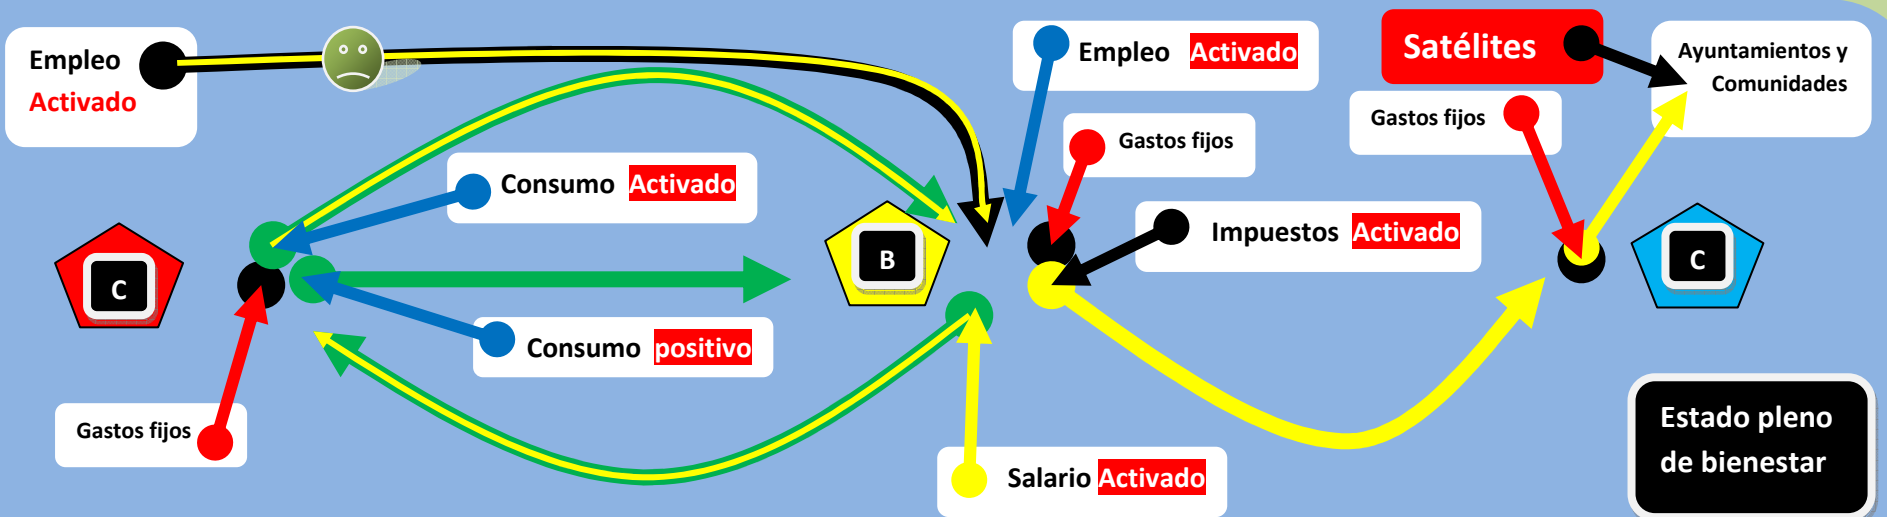 Empleo
Activado
Empleo Activado
Satélites
Ayuntamientos y
Comunidades
Gastos fijos
Gastos fijos
Consumo Activado
Impuestos Activado
C
B
C
Consumo positivo
Gastos fijos
Salario Activado
Estado pleno
de bienestar